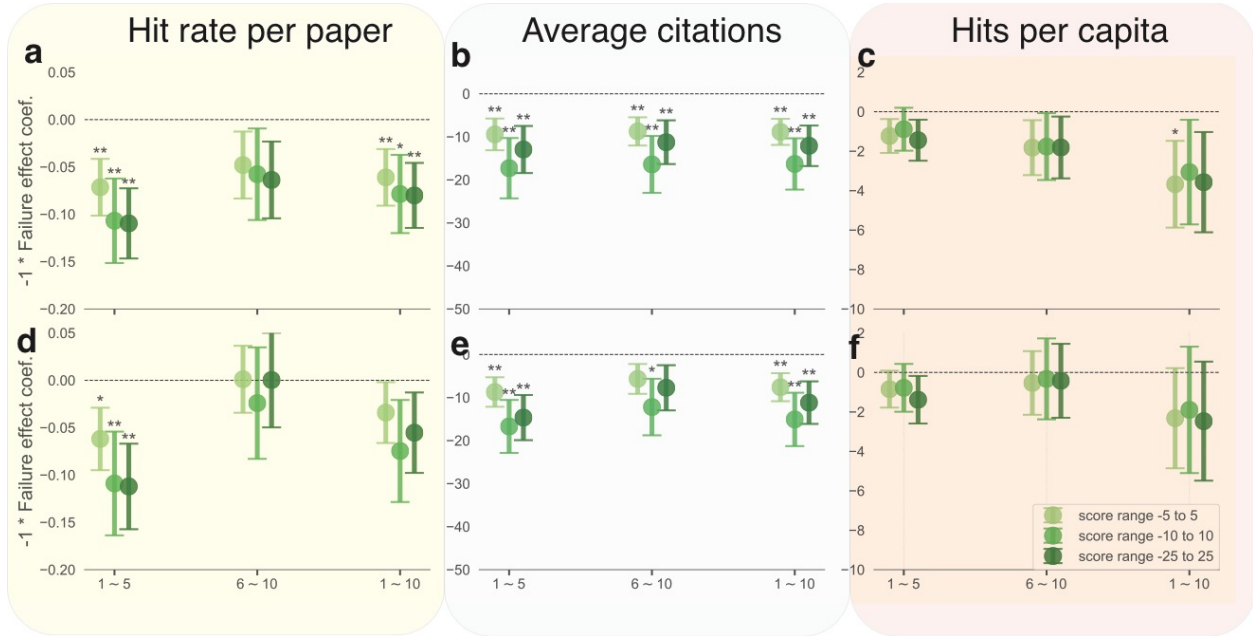 Hit rate per paper
Average citations
Hits per capita
a
-1 * Failure effect coef.
0.05
0.00
−0.05
−0.10
−0.15
−0.20
** ** **
** * **
b
0
−10
−20
−30
−40
−50
** ** **
** ** **
** ** **
c
2
0
−2
−4
−6
−8
−10
*
d
-1 * Failure effect coef.
0.05
0.00
−0.05
−0.10
−0.15
−0.20
* ** **
1 ~ 5
6 ~ 10
1 ~ 10
e
0
−10
−20
−30
−40
−50
** ** **
*
** ** **
1 ~ 5
6 ~ 10
1 ~ 10
f
2
0
−2
−4
−6
−8
−10
score range -5 to 5
score range -10 to 10
score range -25 to 25
1 ~ 5
6 ~ 10
1 ~ 10